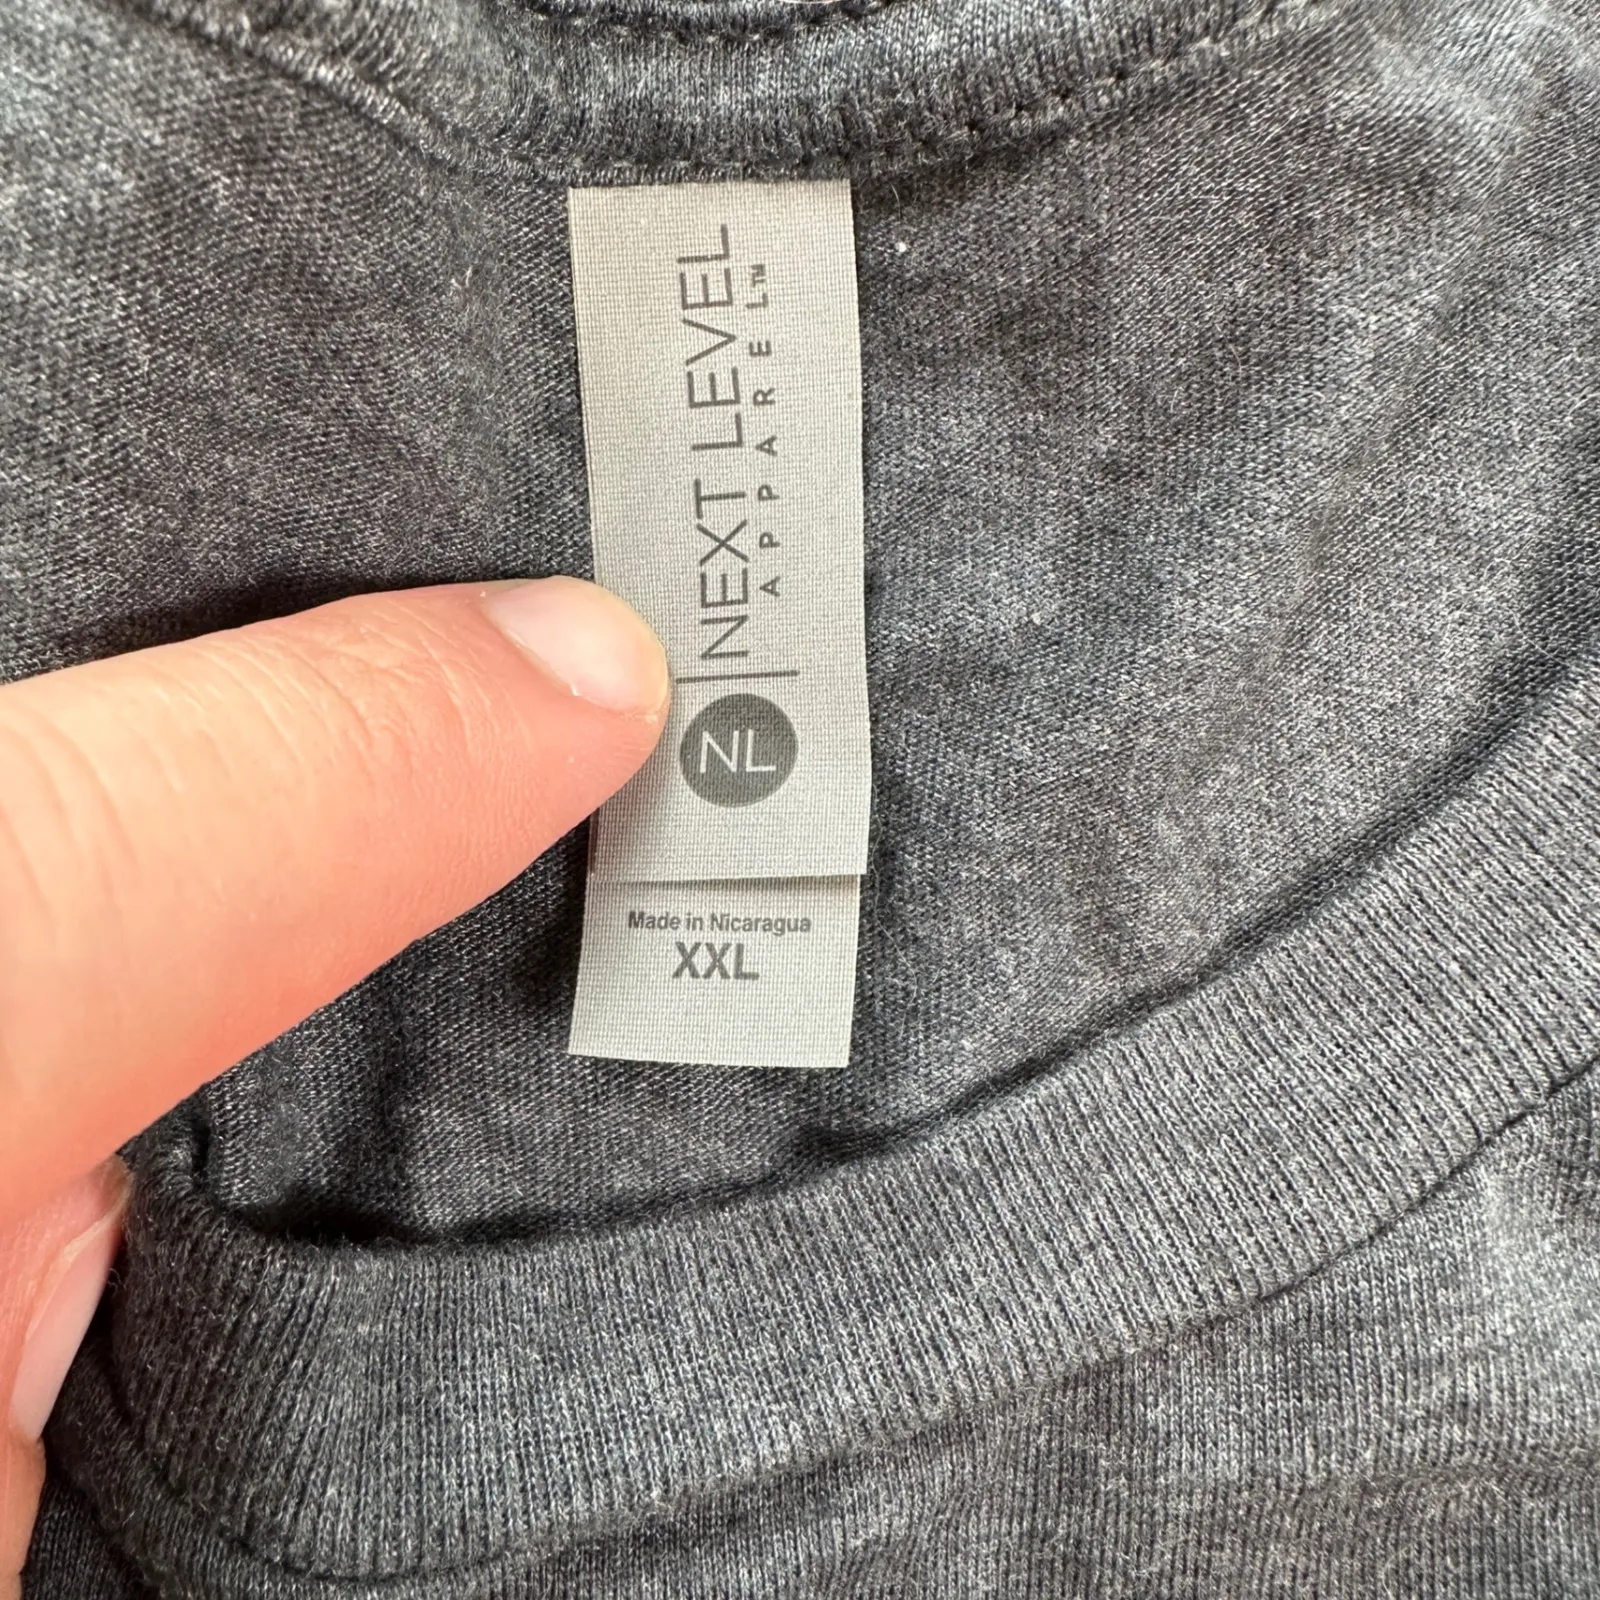 NEXT LEVEL
APPAREL™
NL
Made in Nicaragua
XXL